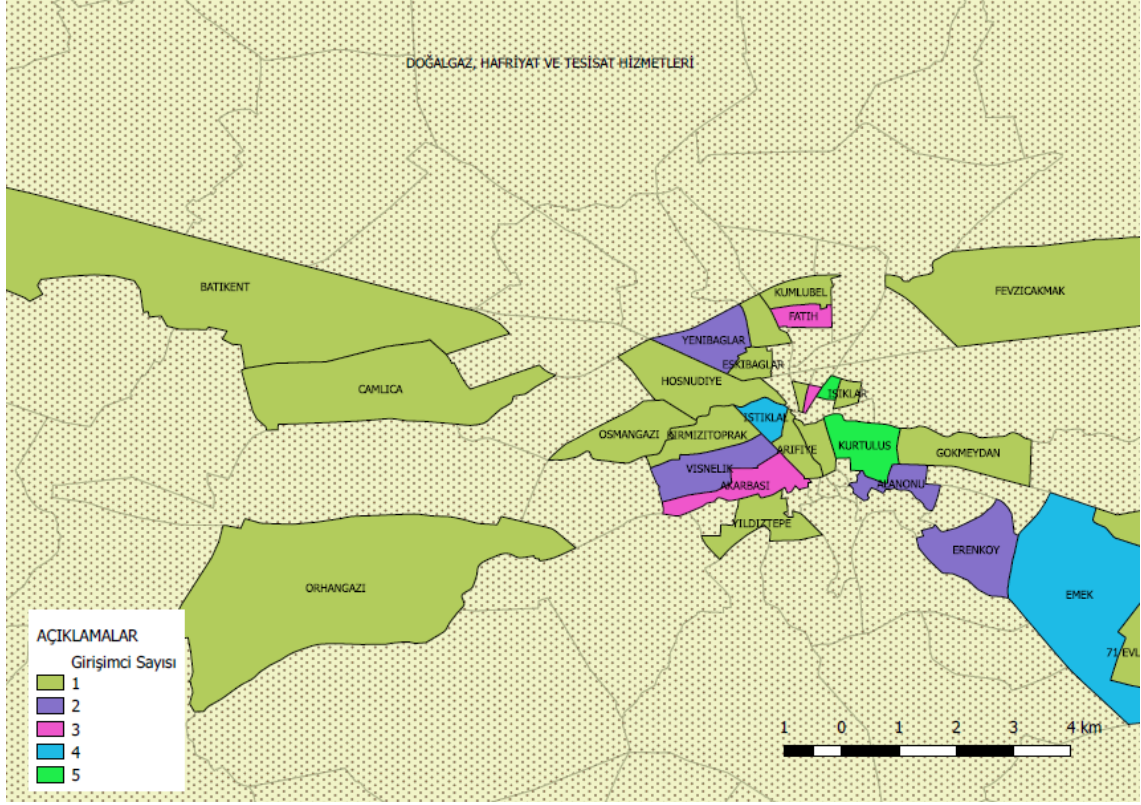 DOĞALGAZ, HAFRİYAT VE TESİSAT HİZMETLERİ
BATIKENT
FEVZICAKMAK
KUMLUBEL
FATIH
YENIBAGLAR
ESKIBAGLAR
HOSNUDIYE
CAMLICA
ISIKLAR
ISTIKLAL
OSMANGAZI
KIRMIZITOPRAK
ARIFIYE
KURTULUS
GOKMEYDAN
VISNELIK
AKARBASI
ALANONU
YILDIZTEPE
ERENKOY
ORHANGAZI
EMEK
71 EVL
AÇIKLAMALAR
Girişimci Sayısı
1
2
3
4
5
1 0 1 2 3 4 km